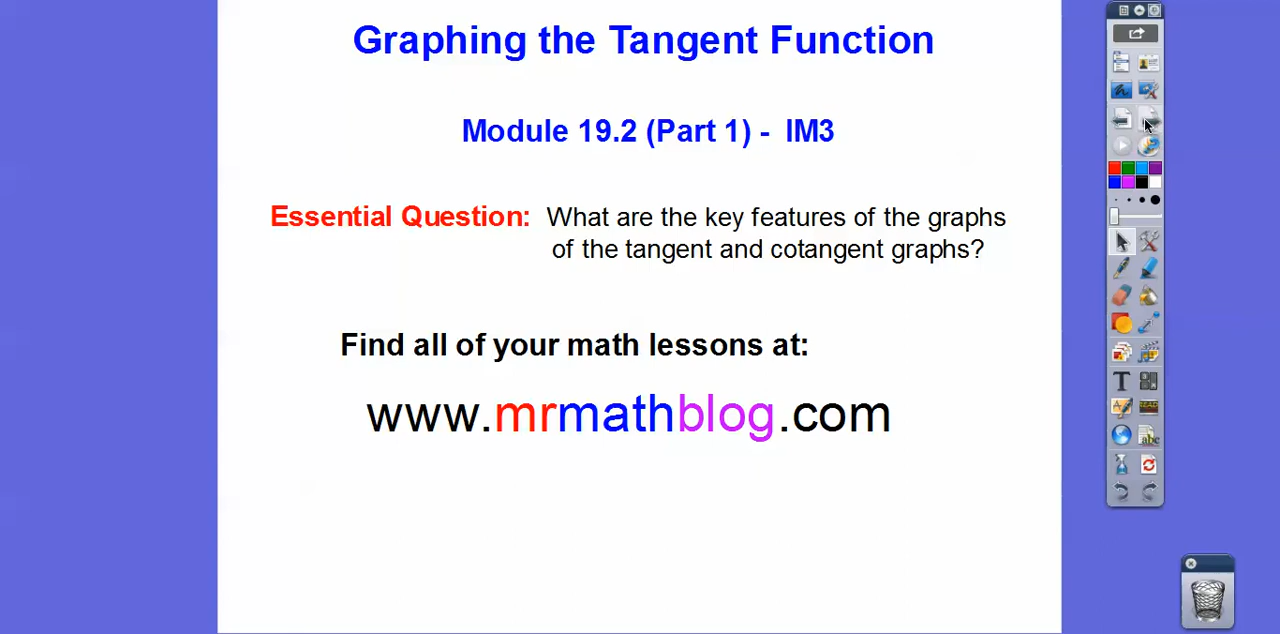 Graphing the Tangent Function
Module 19.2 (Part 1) - IM3
Essential Question: What are the key features of the graphs
of the tangent and cotangent graphs?
Find all of your math lessons at:
www.mrmathblog.com